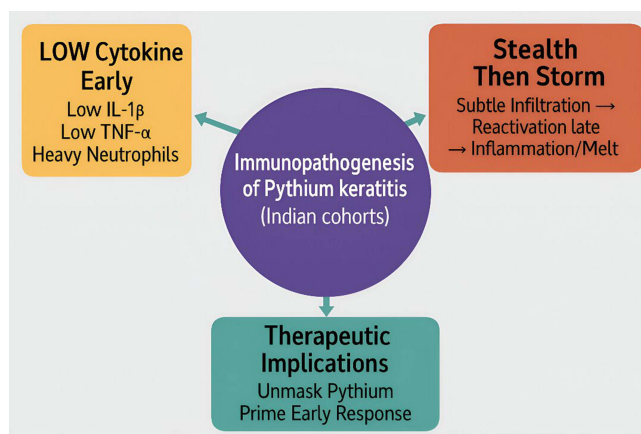 LOW Cytokine
Early
Low IL-1β
Low TNF-α
Heavy Neutrophils
Stealth
Then Storm
Subtle Infiltration →
Reactivation late
→ Inflammation/Melt
Immunopathogenesis
of Pythium keratitis
(Indian cohorts)
Therapeutic
Implications
Unmask Pythium
Prime Early Response